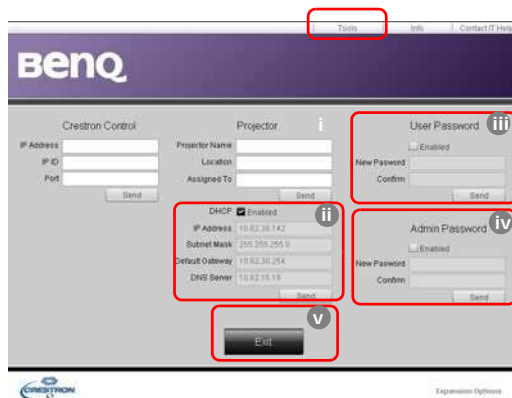 Tools Info Contact IT Help
BenQ
Crestron Control
IP Address
IP ID
Port
Send
Projector i
Projector Name
Location
Assigned To
Send
DHCP Enabled ii
IP Address 10.82.30.142
Subnet Mask 255.255.255.0
Default Gateway 10.82.30.254
DNS Server 10.82.15.15
Send
User Password iii
Enabled
New Password
Confirm
Send
Admin Password iv
Enabled
New Password
Confirm
Send
v
Exit
CRESTRON
Expansion Options